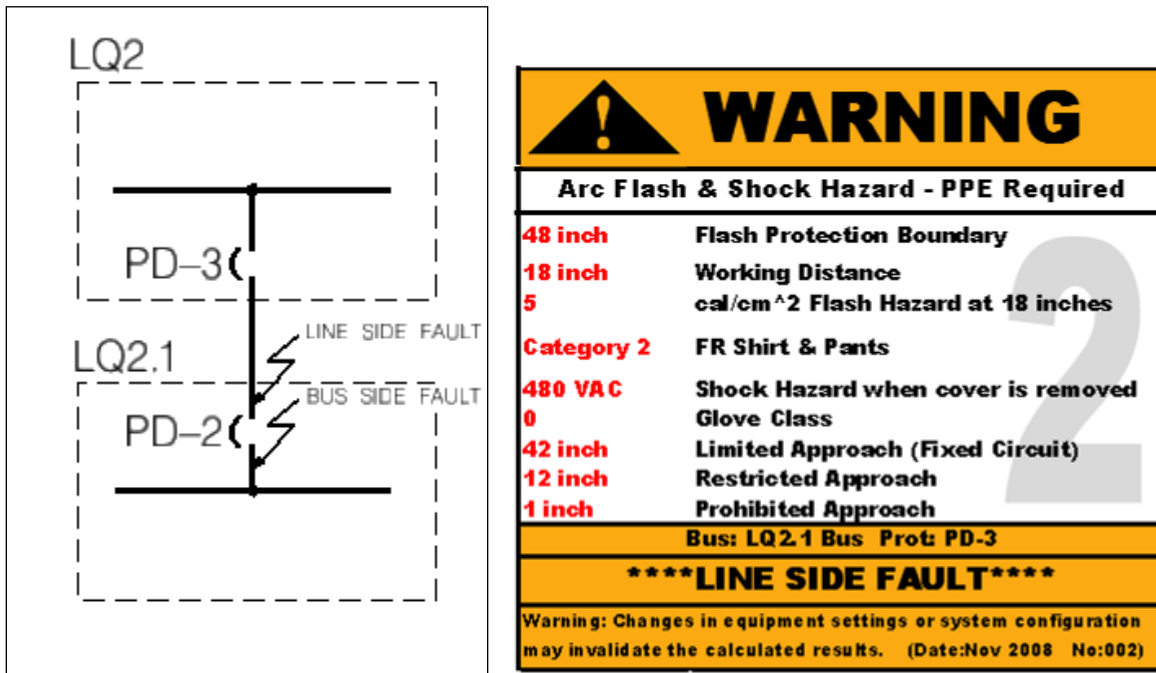 LQ2
PD-3
LINE SIDE FAULT
LQ2.1
BUS SIDE FAULT
PD-2
WARNING
Arc Flash & Shock Hazard - PPE Required
48 inch Flash Protection Boundary
18 inch Working Distance
5 cal/cm^2 Flash Hazard at 18 inches
Category 2 FR Shirt & Pants
480 VAC Shock Hazard when cover is removed
0 Glove Class
42 inch Limited Approach (Fixed Circuit)
12 inch Restricted Approach
1 inch Prohibited Approach
2
Bus: LQ2.1 Bus Prot: PD-3
****LINE SIDE FAULT****
Warning: Changes in equipment settings or system configuration
may invalidate the calculated results. (Date:Nov 2008 No:002)